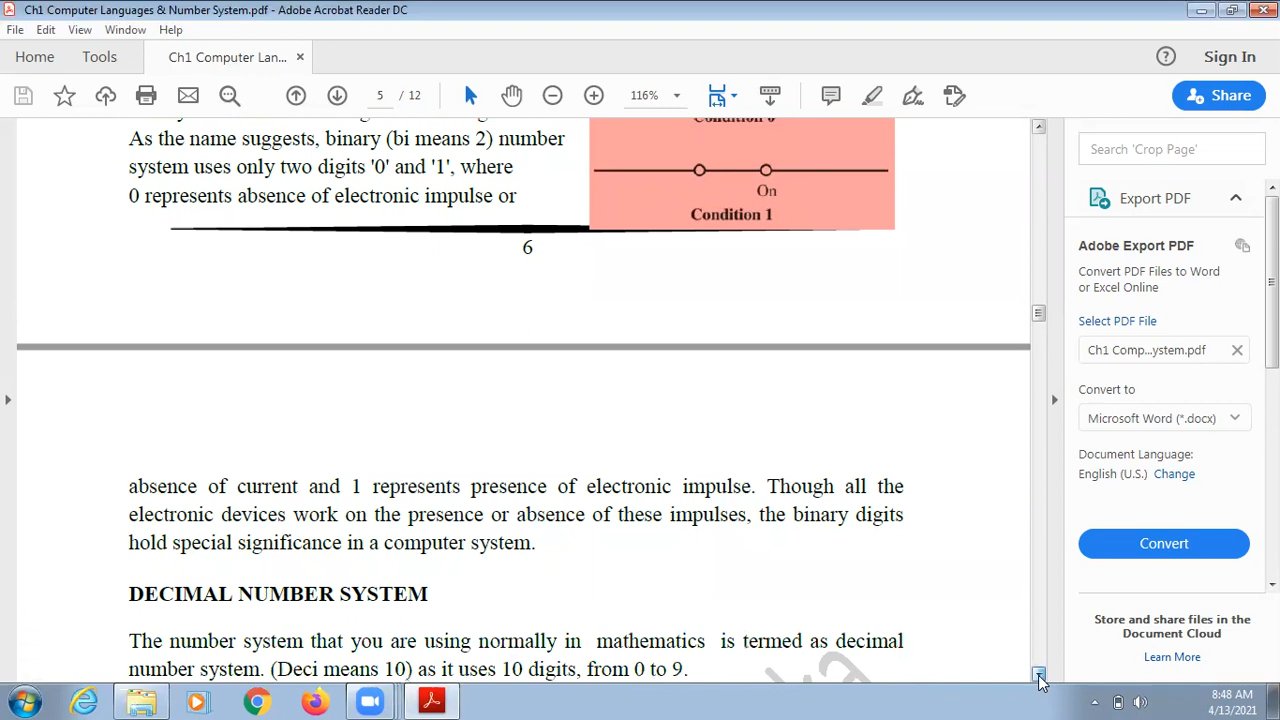 Ch1 Computer Languages & Number System.pdf - Adobe Acrobat Reader DC
File Edit View Window Help
Home Tools Ch1 Computer Lan... × Sign In
5 / 12 116% Share
As the name suggests, binary (bi means 2) number
system uses only two digits '0' and '1', where
0 represents absence of electronic impulse or
Condition 0
On
Condition 1
6
absence of current and 1 represents presence of electronic impulse. Though all the
electronic devices work on the presence or absence of these impulses, the binary digits
hold special significance in a computer system.
DECIMAL NUMBER SYSTEM
The number system that you are using normally in mathematics is termed as decimal
number system. (Deci means 10) as it uses 10 digits, from 0 to 9.
Search 'Crop Page'
Export PDF
Adobe Export PDF
Convert PDF Files to Word
or Excel Online
Select PDF File
Ch1 Comp...ystem.pdf
Convert to
Microsoft Word (*.docx)
Document Language:
English (U.S.) Change
Convert
Store and share files in the
Document Cloud
Learn More
8:48 AM
4/13/2021